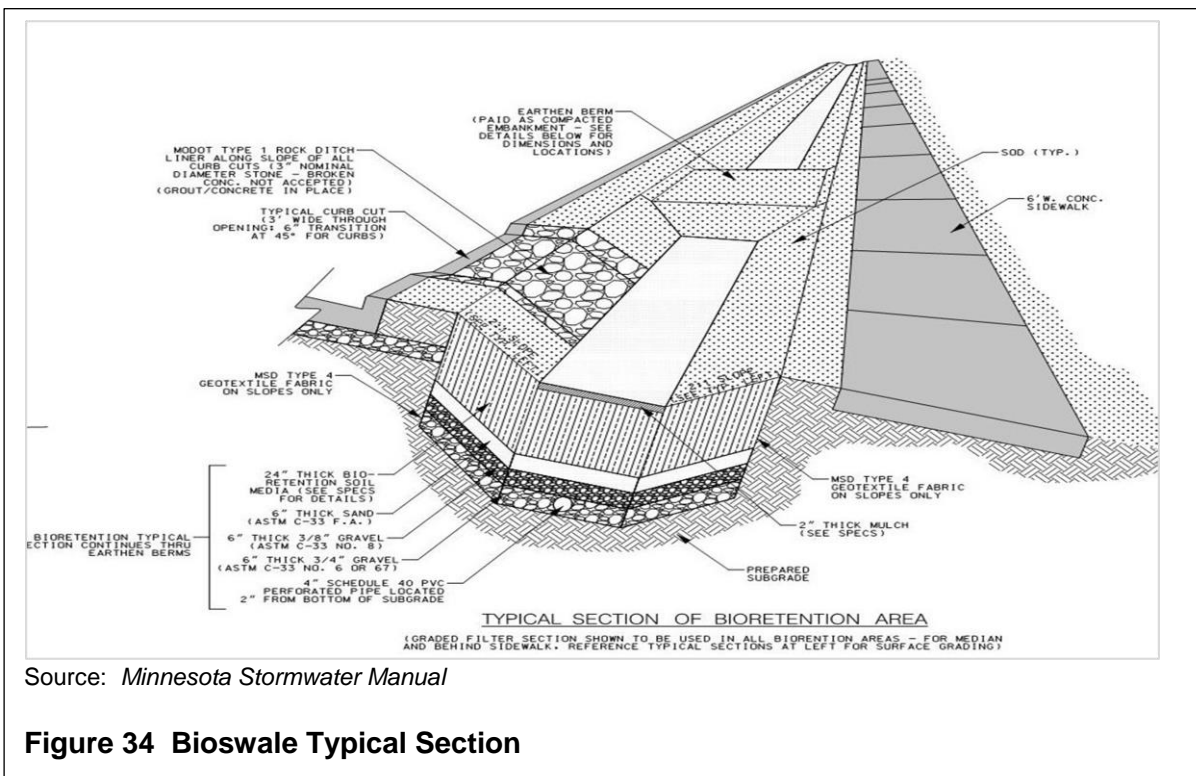 EARTHEN BERM
(PAID AS COMPACTED
EMBANKMENT - SEE
DETAILS BELOW FOR
DIMENSIONS AND
LOCATIONS)
MODOT TYPE 1 ROCK DITCH
LINER ALONG SLOPE OF ALL
CURB CUTS (3" NOMINAL
DIAMETER STONE - BROKEN
CONC. NOT ACCEPTED)
(GROUT/CONCRETE IN PLACE)
SOD (TYP.)
6'W. CONC.
SIDEWALK
TYPICAL CURB CUT
(3' WIDE THROUGH
OPENING; 6" TRANSITION
AT 45° FOR CURBS)
2:1 SLOPE
2:1 SLOPE
MSD TYPE 4
GEOTEXTILE FABRIC
ON SLOPES ONLY
24" THICK BIO-
RETENTION SOIL
MEDIA (SEE SPECS
FOR DETAILS)
6" THICK SAND
(ASTM C-33 F.A.)
BIORETENTION TYPICAL
ECTION CONTINUES THRU
EARTHEN BERMS
6" THICK 3/8" GRAVEL
(ASTM C-33 NO. 8)
6" THICK 3/4" GRAVEL
(ASTM C-33 NO. 6 OR 67)
4" SCHEDULE 40 PVC
PERFORATED PIPE LOCATED
2" FROM BOTTOM OF SUBGRADE
MSD TYPE 4
GEOTEXTILE FABRIC
ON SLOPES ONLY
2" THICK MULCH
(SEE SPECS)
PREPARED
SUBGRADE
TYPICAL SECTION OF BIORETENTION AREA
(GRADED FILTER SECTION SHOWN TO BE USED IN ALL BIORENTION AREAS - FOR MEDIAN
AND BEHIND SIDEWALK. REFERENCE TYPICAL SECTIONS AT LEFT FOR SURFACE GRADING)
Source: Minnesota Stormwater Manual
Figure 34 Bioswale Typical Section